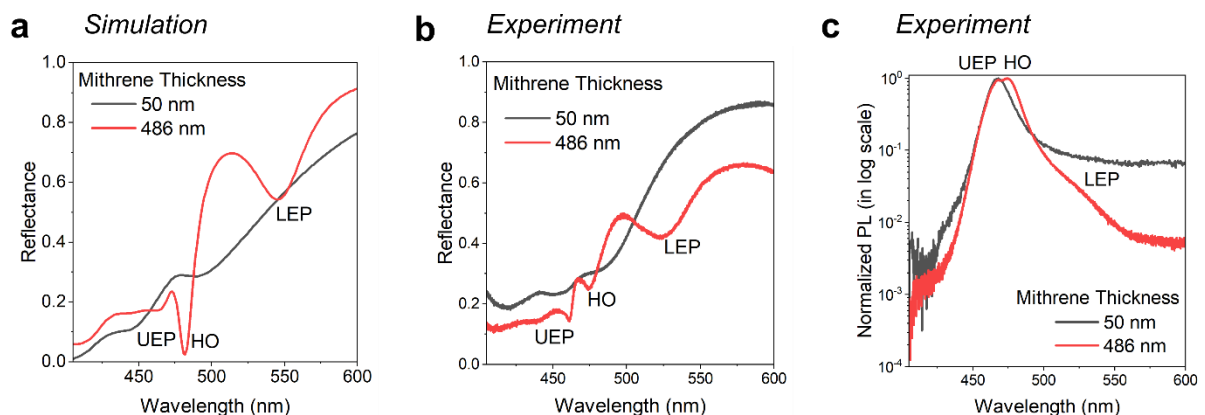 a Simulation
1.0
0.8
0.6
0.4
0.2
0.0
Reflectance
Mithrene Thickness
50 nm
486 nm
UEP HO
LEP
450 500 550 600
Wavelength (nm)
b Experiment
1.0
0.8
0.6
0.4
0.2
0.0
Reflectance
Mithrene Thickness
50 nm
486 nm
UEP
HO
LEP
450 500 550 600
Wavelength (nm)
c Experiment
UEP HO
10⁰
10⁻¹
10⁻²
10⁻³
10⁻⁴
Normalized PL (in log scale)
LEP
Mithrene Thickness
50 nm
486 nm
450 500 550 600
Wavelength (nm)